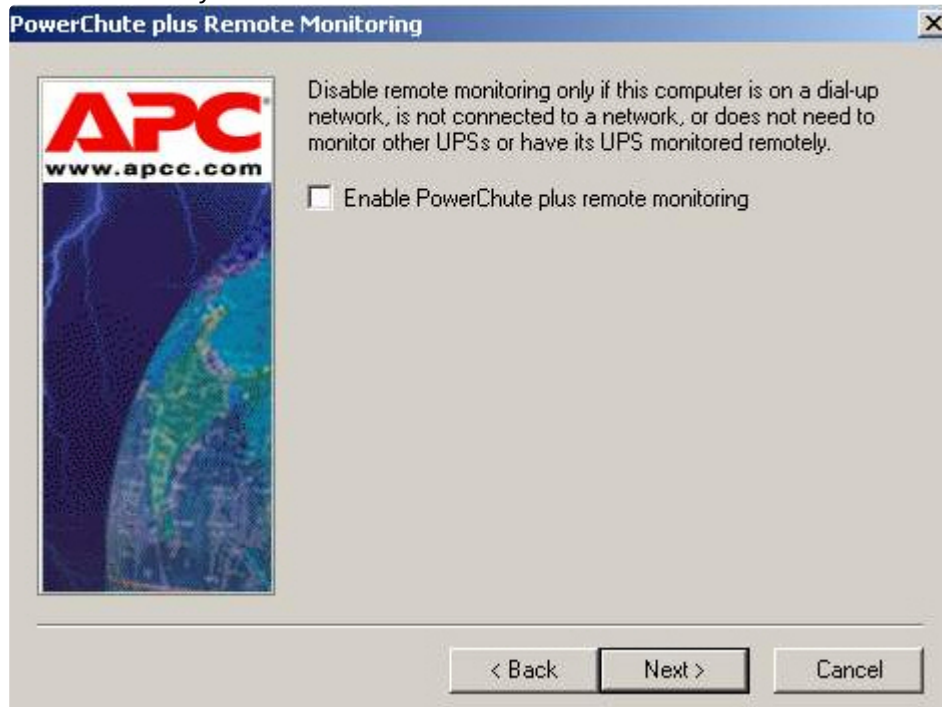 PowerChute plus Remote Monitoring
APC
www.apcc.com
Disable remote monitoring only if this computer is on a dial-up
network, is not connected to a network, or does not need to
monitor other UPSs or have its UPS monitored remotely.
Enable PowerChute plus remote monitoring
< Back
Next >
Cancel